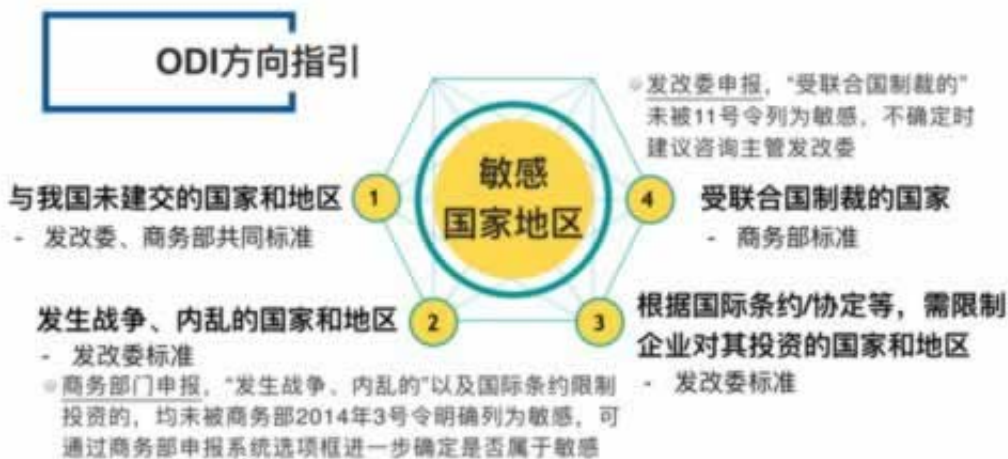 ODI方向指引
发改委申报，“受联合国制裁的”
未被11号令列为敏感，不确定时
建议咨询主管发改委
敏感
国家地区
与我国未建交的国家和地区
1
- 发改委、商务部共同标准
4
受联合国制裁的国家
- 商务部标准
发生战争、内乱的国家和地区
2
- 发改委标准
商务部门申报，“发生战争、内乱的”以及国际条约限制
投资的，均未被商务部2014年3号令明确列为敏感，可
通过商务部申报系统选项框进一步确定是否属于敏感
3
根据国际条约/协定等，需限制
企业对其投资的国家和地区
- 发改委标准